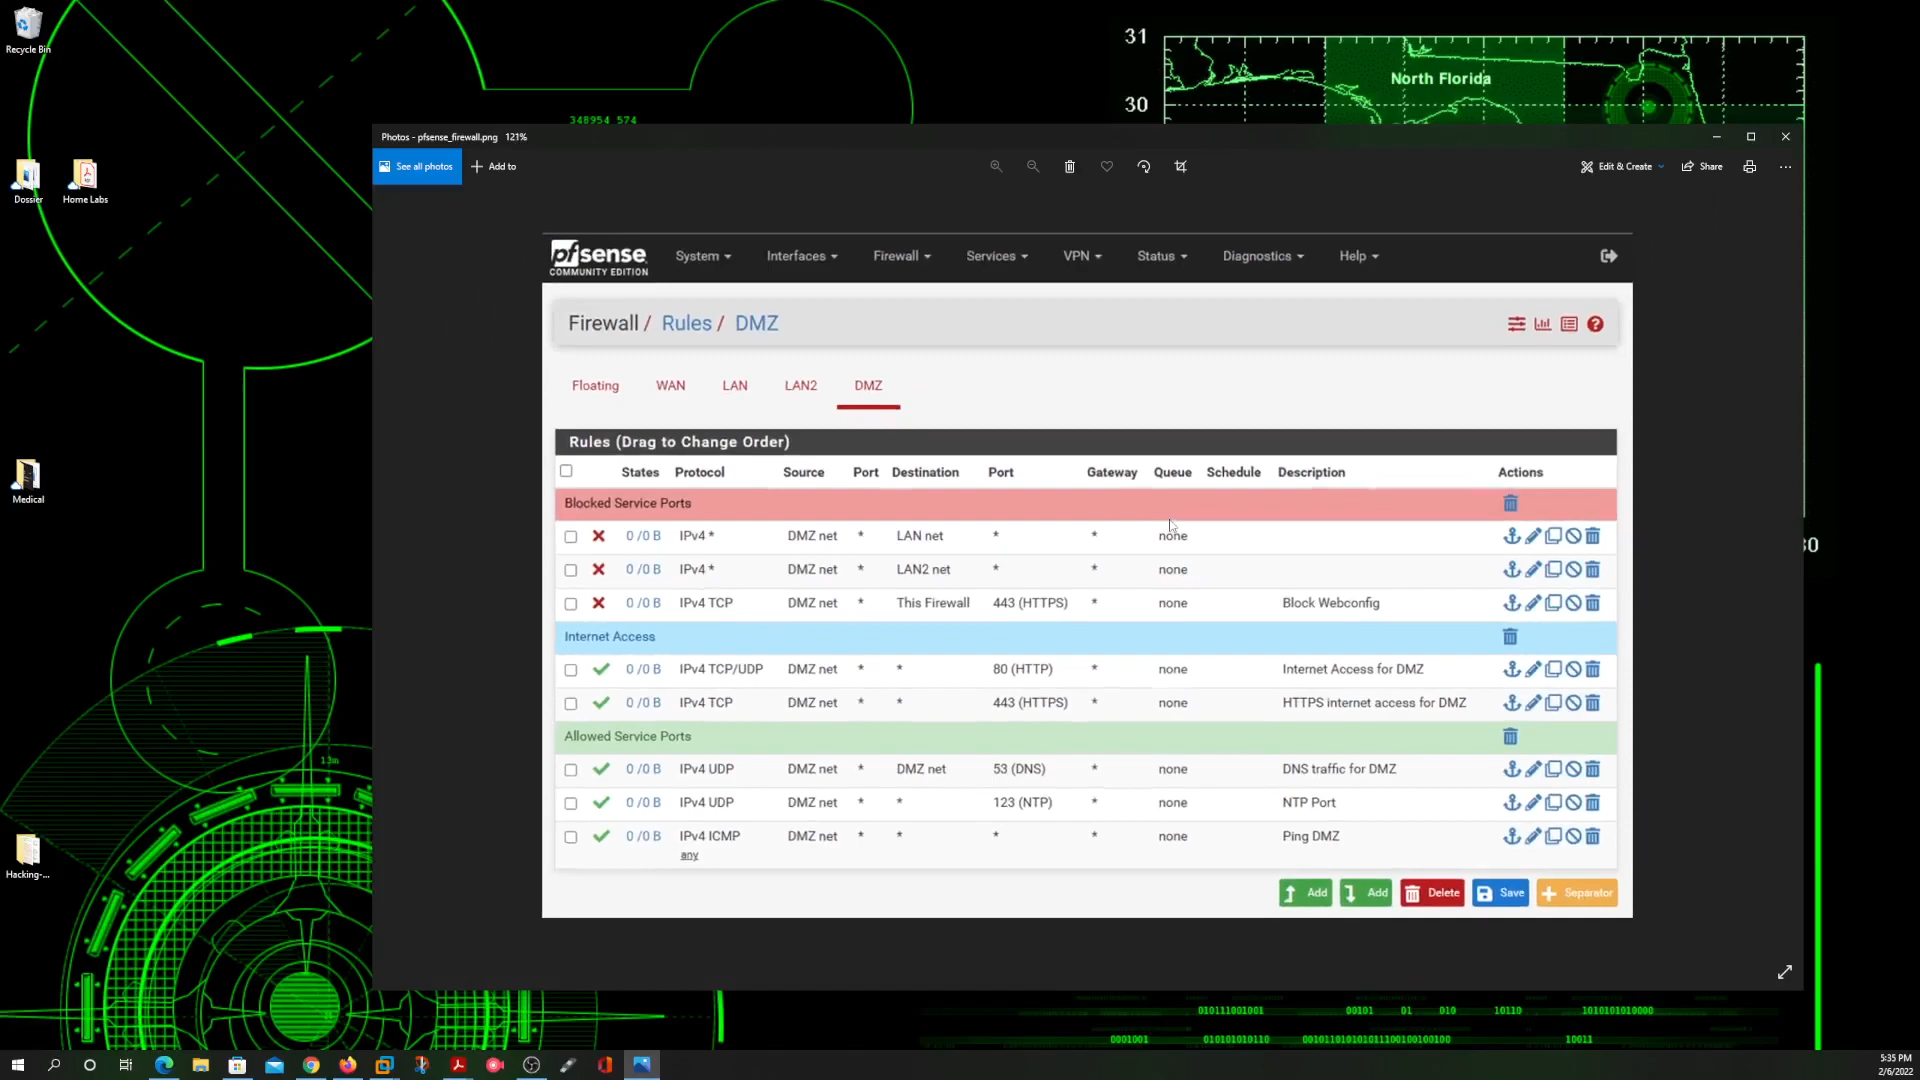 Recycle Bin
Dossier
Home Labs
Medical
Hacking-...
348954 574
13m
31
30
North Florida
30
Photos - pfsense_firewall.png 121%
See all photos
Add to
Edit & Create
Share
pfsense
COMMUNITY EDITION
System Interfaces Firewall Services VPN Status Diagnostics Help
Firewall / Rules / DMZ
Floating WAN LAN LAN2 DMZ
Rules (Drag to Change Order)
States Protocol Source Port Destination Port Gateway Queue Schedule Description Actions
Blocked Service Ports
0 /0 B IPv4 * DMZ net * LAN net * * none
0 /0 B IPv4 * DMZ net * LAN2 net * * none
0 /0 B IPv4 TCP DMZ net * This Firewall 443 (HTTPS) * none Block Webconfig
Internet Access
0 /0 B IPv4 TCP/UDP DMZ net * * 80 (HTTP) * none Internet Access for DMZ
0 /0 B IPv4 TCP DMZ net * * 443 (HTTPS) * none HTTPS internet access for DMZ
Allowed Service Ports
0 /0 B IPv4 UDP DMZ net * DMZ net 53 (DNS) * none DNS traffic for DMZ
0 /0 B IPv4 UDP DMZ net * * 123 (NTP) * none NTP Port
0 /0 B IPv4 ICMP DMZ net * * * * none Ping DMZ
any
Add Add Delete Save Separator
010111001001 00101 01 010 10110 1010101010000
0001001 010101010110 00101101010111100100100 10011
5:35 PM
2/6/2022